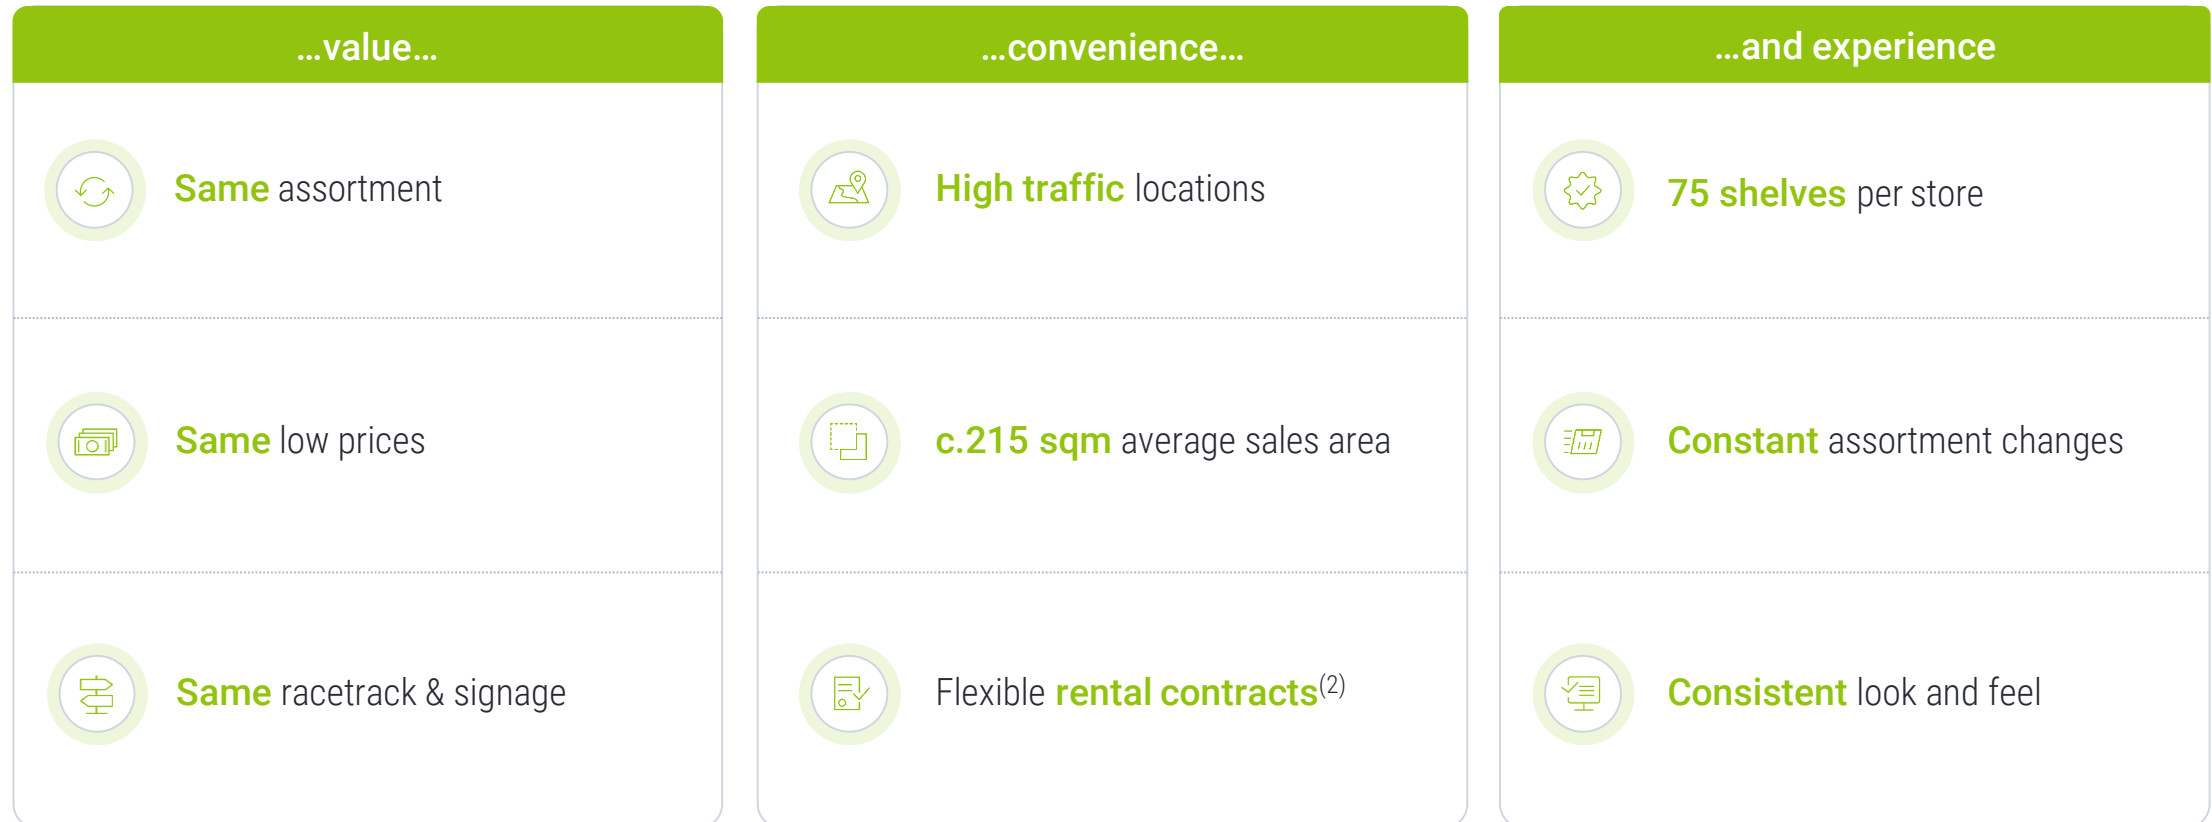 …value…
Same assortment
Same low prices
Same racetrack & signage
…convenience…
High traffic locations
c.215 sqm average sales area
Flexible rental contracts(2)
…and experience
75 shelves per store
Constant assortment changes
Consistent look and feel